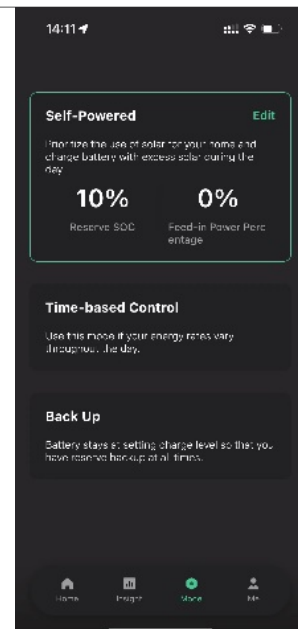 14:11
Self-Powered
Edit
Prioritize the use of solar for your home and
charge battery with excess solar during the
day
10%
0%
Reserve SOC
Feed-in Power Perc
entage
Time-based Control
Use this mode if your energy rates vary
throughout the day.
Back Up
Battery stays at setting charge level so that you
have reserve backup at all times.
Home
Insight
Mode
Me